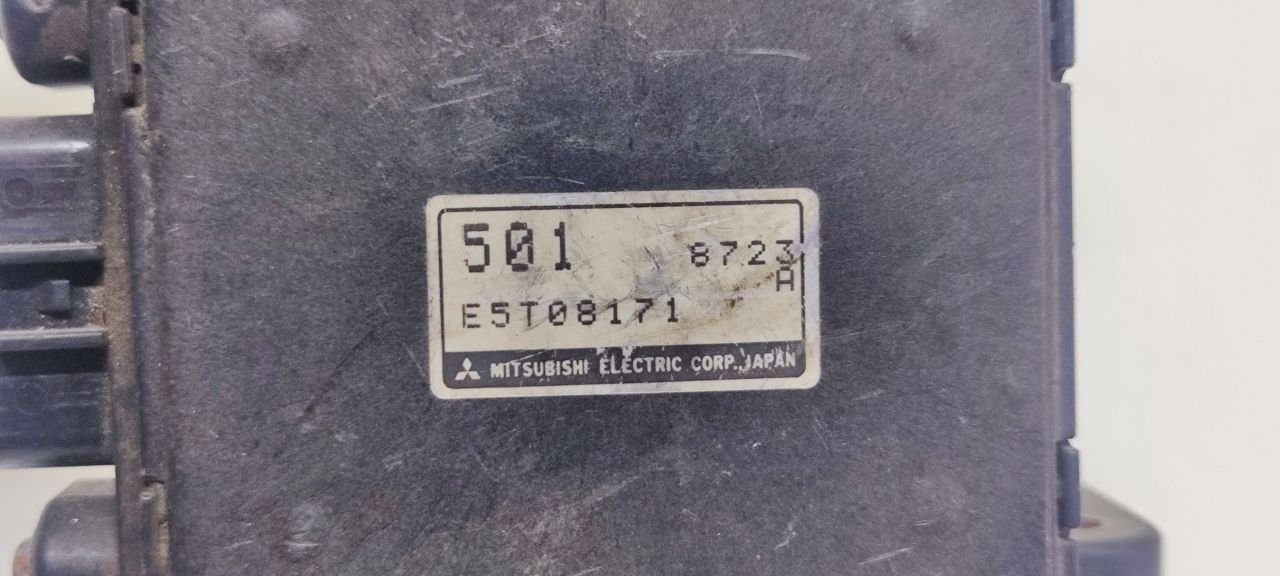 501 8723
A
E5T08171
MITSUBISHI ELECTRIC CORP., JAPAN